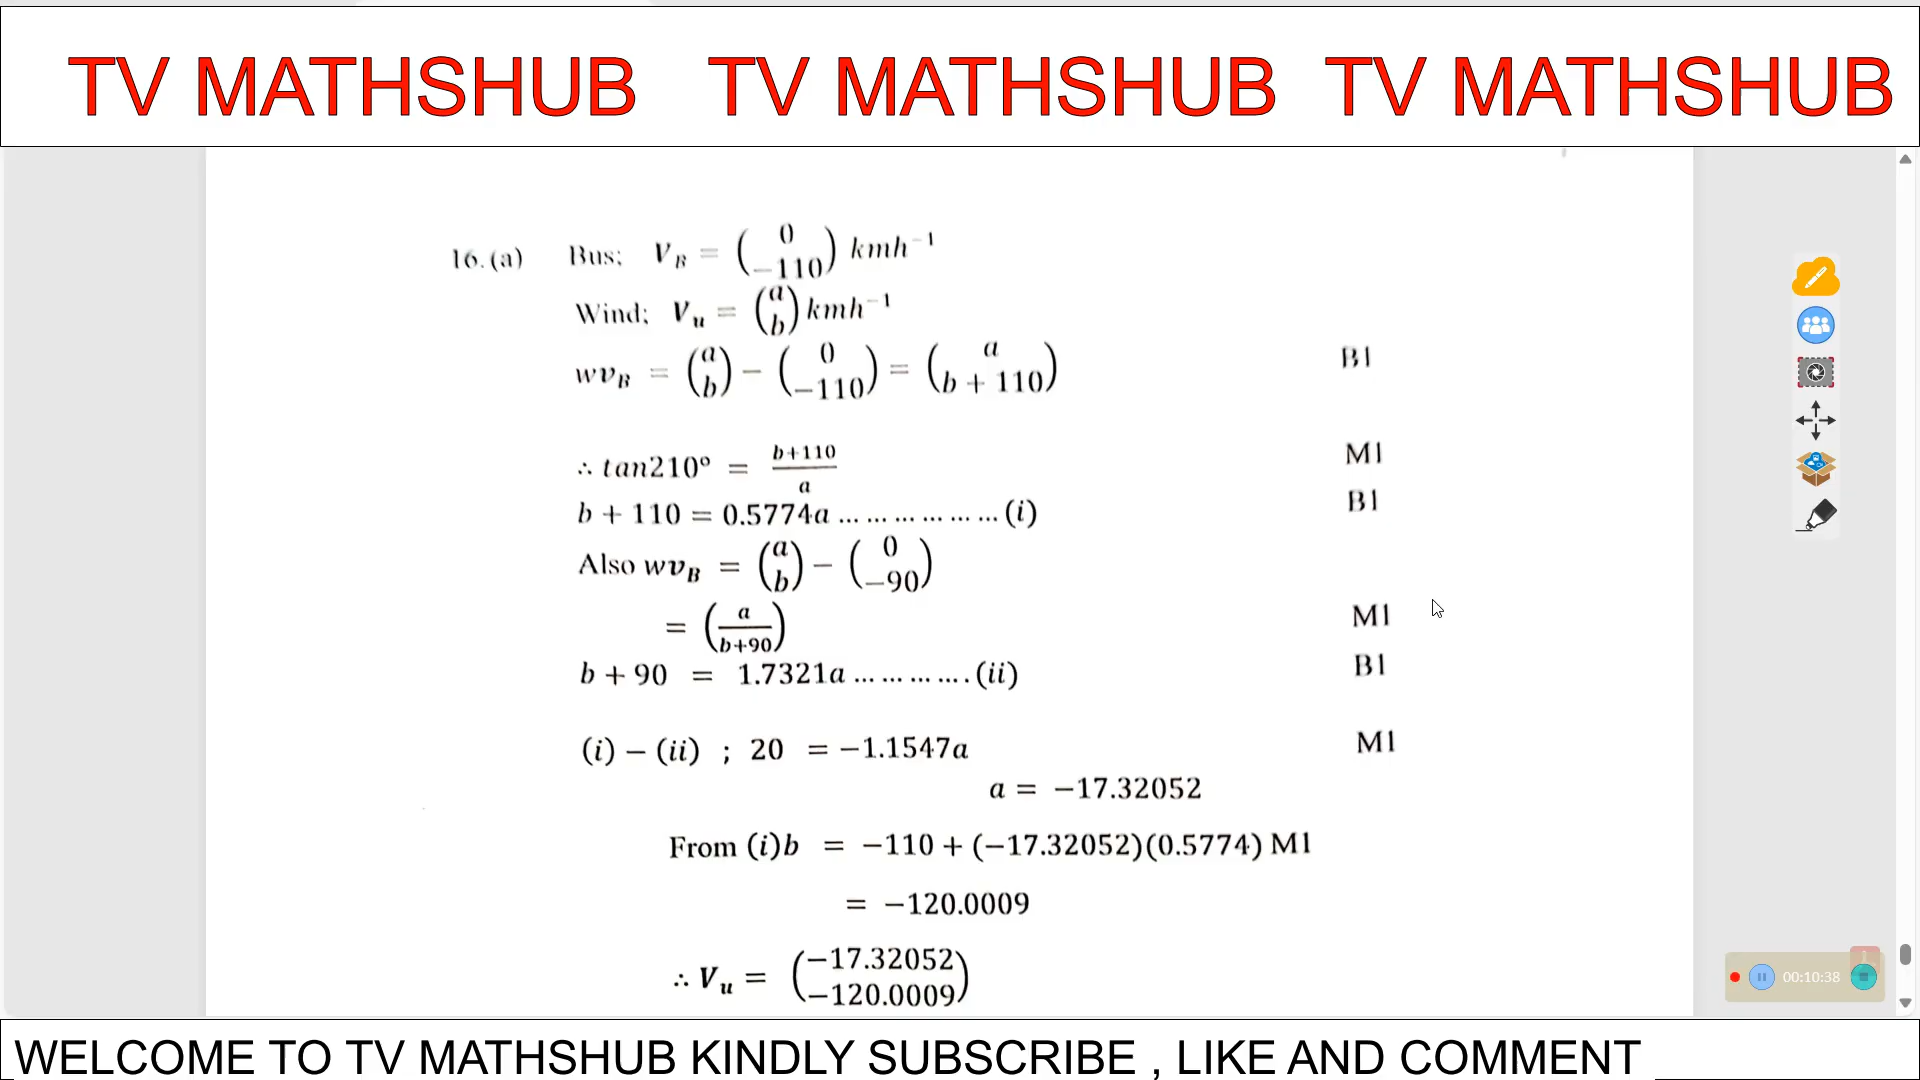 TV MATHSHUB TV MATHSHUB TV MATHSHUB
16.(a) Bus; V_B = (0 −110) kmh⁻¹
Wind; V_u = (a b) kmh⁻¹
wv_B = (a b) − (0 −110) = (a b + 110) B1
∴ tan210° = b+110/a M1
b + 110 = 0.5774a ... ... ... ... ... ... (i) B1
Also wv_B = (a b) − (0 −90)
= (a/b+90) M1
b + 90 = 1.7321a ... ... ... .... (ii) B1
(i) − (ii) ; 20 = −1.1547a M1
a = −17.32052
From (i)b = −110 + (−17.32052)(0.5774) M1
= −120.0009
∴ V_u = (−17.32052 −120.0009)
00:10:38
WELCOME TO TV MATHSHUB KINDLY SUBSCRIBE , LIKE AND COMMENT